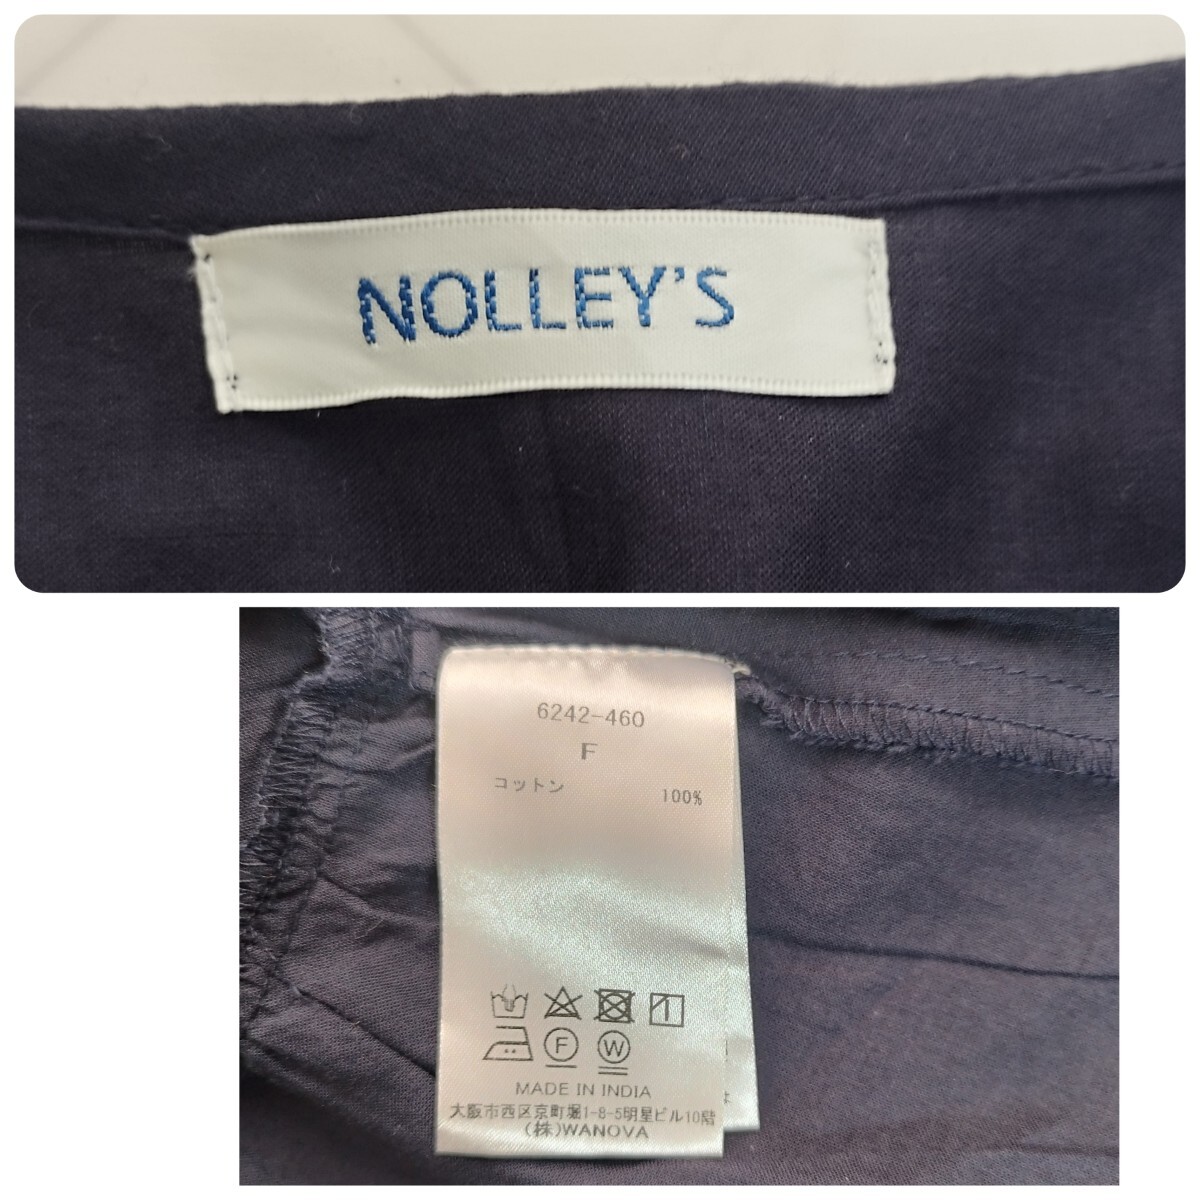 NOLLEY'S
6242-460
F
コットン 100%
F W
MADE IN INDIA
大阪市西区京町堀1-8-5明星ビル10階
(株)WANOVA